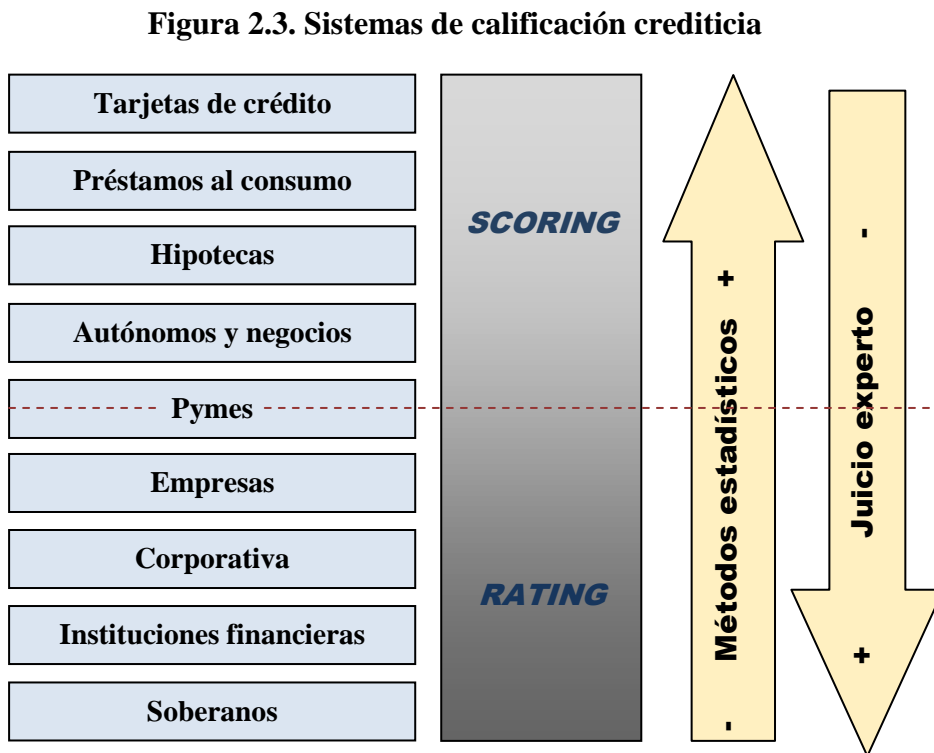 Figura 2.3. Sistemas de calificación crediticia
Tarjetas de crédito
Préstamos al consumo
Hipotecas
Autónomos y negocios
Pymes
Empresas
Corporativa
Instituciones financieras
Soberanos
SCORING
RATING
- Métodos estadísticos +
+ Juicio experto -